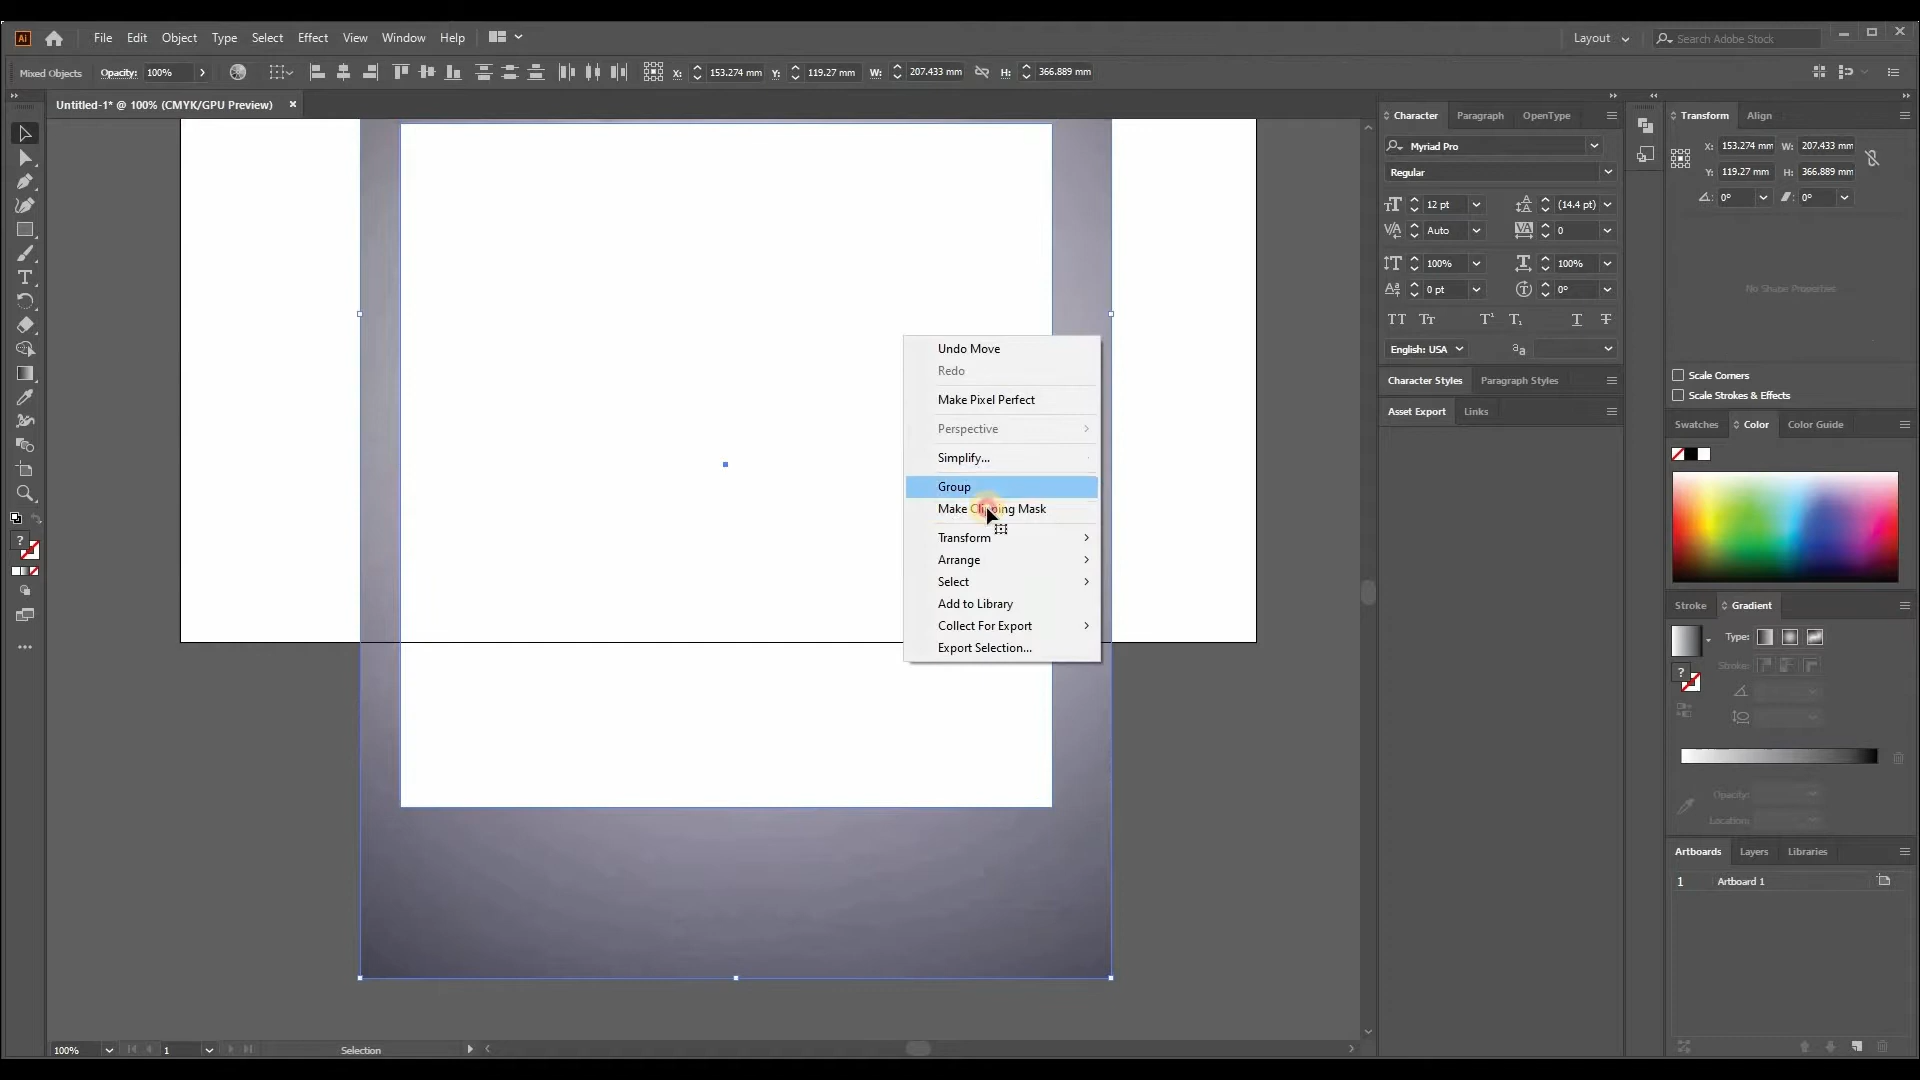 Ai File Edit Object Type Select Effect View Window Help Layout Search Adobe Stock
Mixed Objects Opacity: 100% X: 153.274 mm Y: 119.27 mm W: 207.433 mm H: 366.889 mm
Untitled-1* @ 100% (CMYK/GPU Preview)
Undo Move
Redo
Make Pixel Perfect
Perspective
Simplify...
Group
Make Clipping Mask
Transform
Arrange
Select
Add to Library
Collect For Export
Export Selection...
Character Paragraph OpenType
Myriad Pro
Regular
12 pt (14.4 pt)
Auto 0
100% 100%
0 pt 0°
English: USA
Character Styles Paragraph Styles
Asset Export Links
Transform Align
X: 153.274 mm W: 207.433 mm
Y: 119.27 mm H: 366.889 mm
0° 0°
No Shape Properties
Scale Corners
Scale Strokes & Effects
Swatches Color Color Guide
Stroke Gradient
Type:
Stroke:
Opacity:
Location:
Artboards Layers Libraries
1 Artboard 1
100% 1 Selection